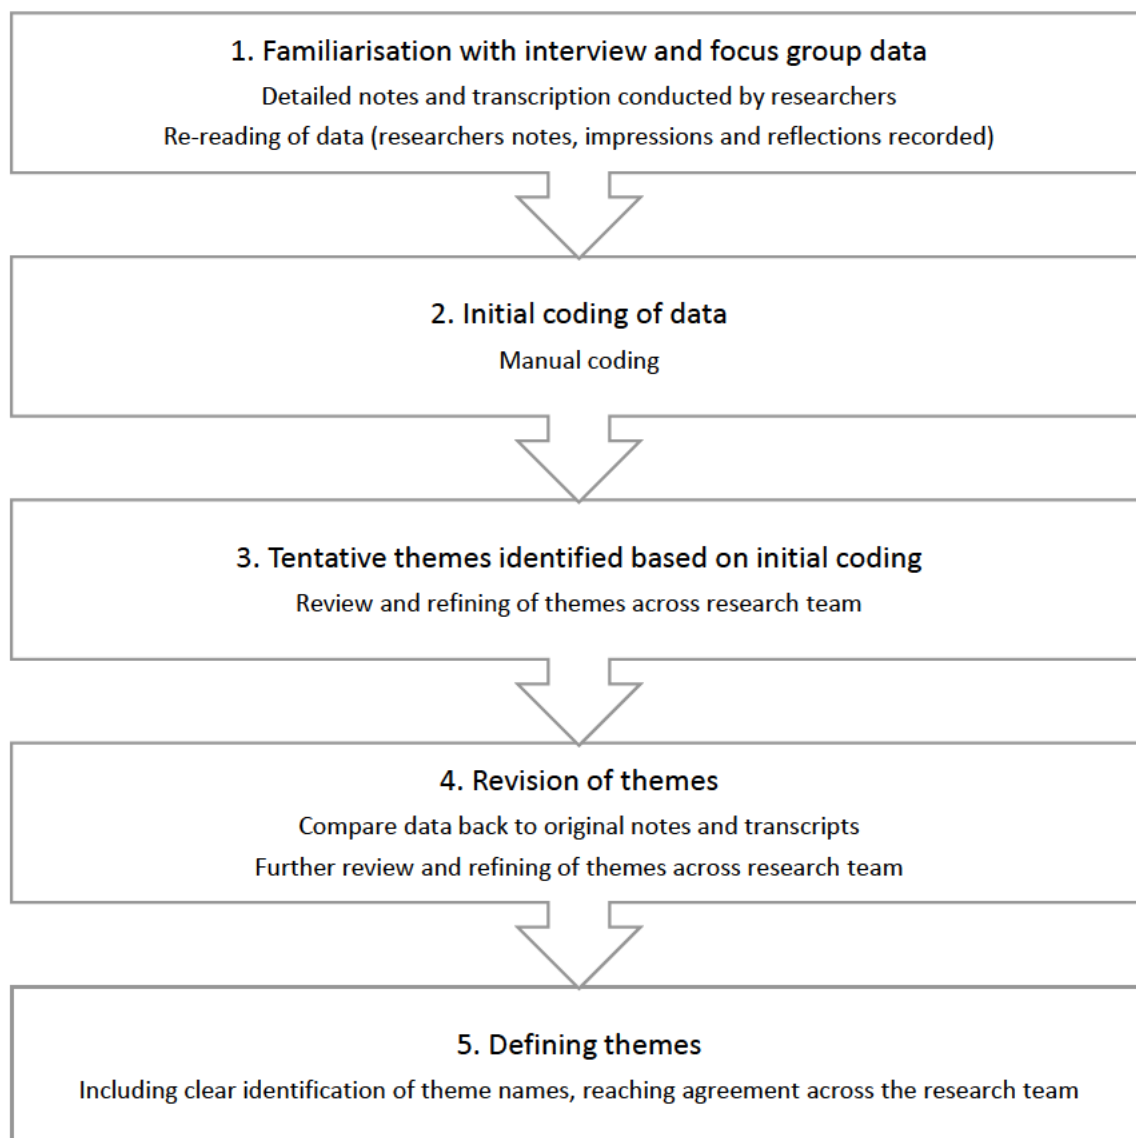 1. Familiarisation with interview and focus group data
Detailed notes and transcription conducted by researchers
Re-reading of data (researchers notes, impressions and reflections recorded)
2. Initial coding of data
Manual coding
3. Tentative themes identified based on initial coding
Review and refining of themes across research team
4. Revision of themes
Compare data back to original notes and transcripts
Further review and refining of themes across research team
5. Defining themes
Including clear identification of theme names, reaching agreement across the research team